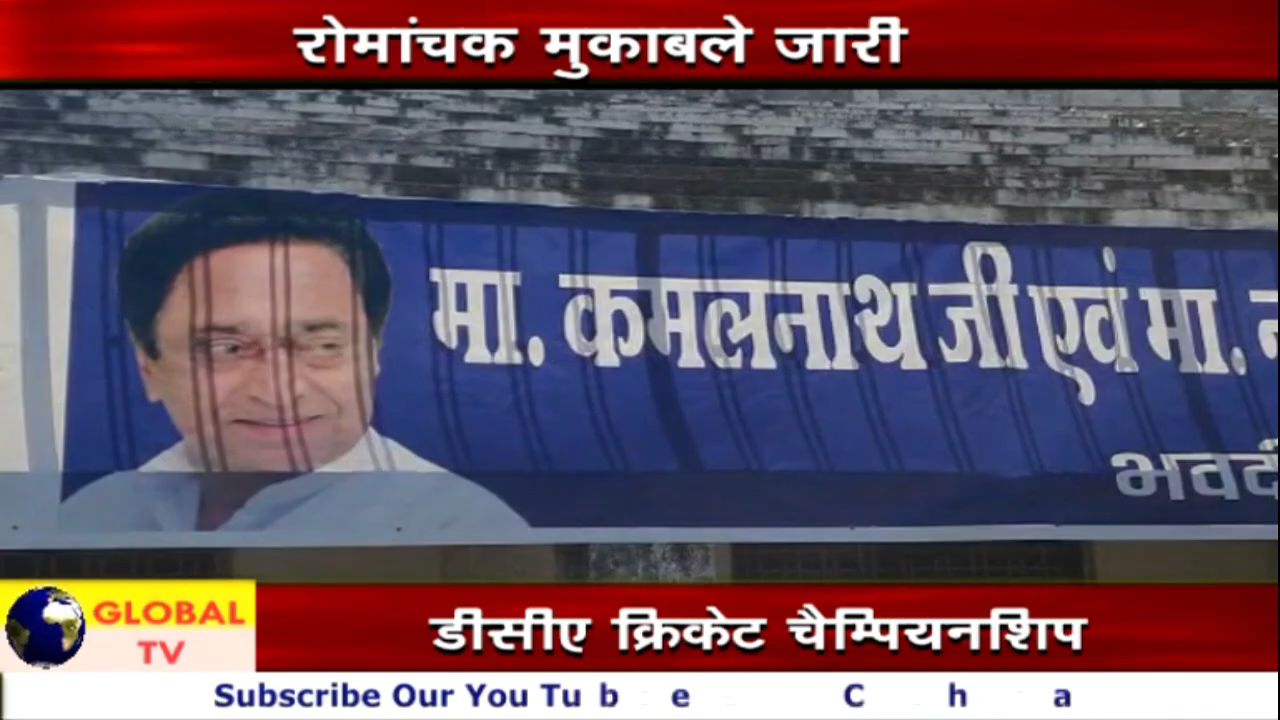 रोमांचक मुकाबले जारी
मा. कमलनाथ जी एवं मा.
GLOBAL
TV
डीसीए क्रिकेट चैम्पियनशिप
Subscribe Our You Tu b e C h a